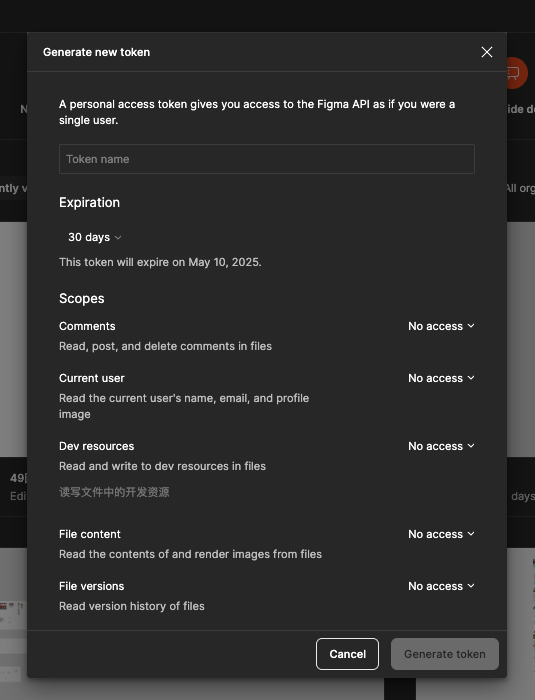 Generate new token
N
ide de
A personal access token gives you access to the Figma API as if you were a
single user.
Token name
ntly v
All org
Expiration
30 days
This token will expire on May 10, 2025.
Scopes
Comments
No access
Read, post, and delete comments in files
Current user
No access
Read the current user's name, email, and profile
image
Dev resources
No access
Read and write to dev resources in files
49
Edi
读写文件中的开发资源
days
File content
No access
Read the contents of and render images from files
File versions
No access
Read version history of files
Cancel
Generate token